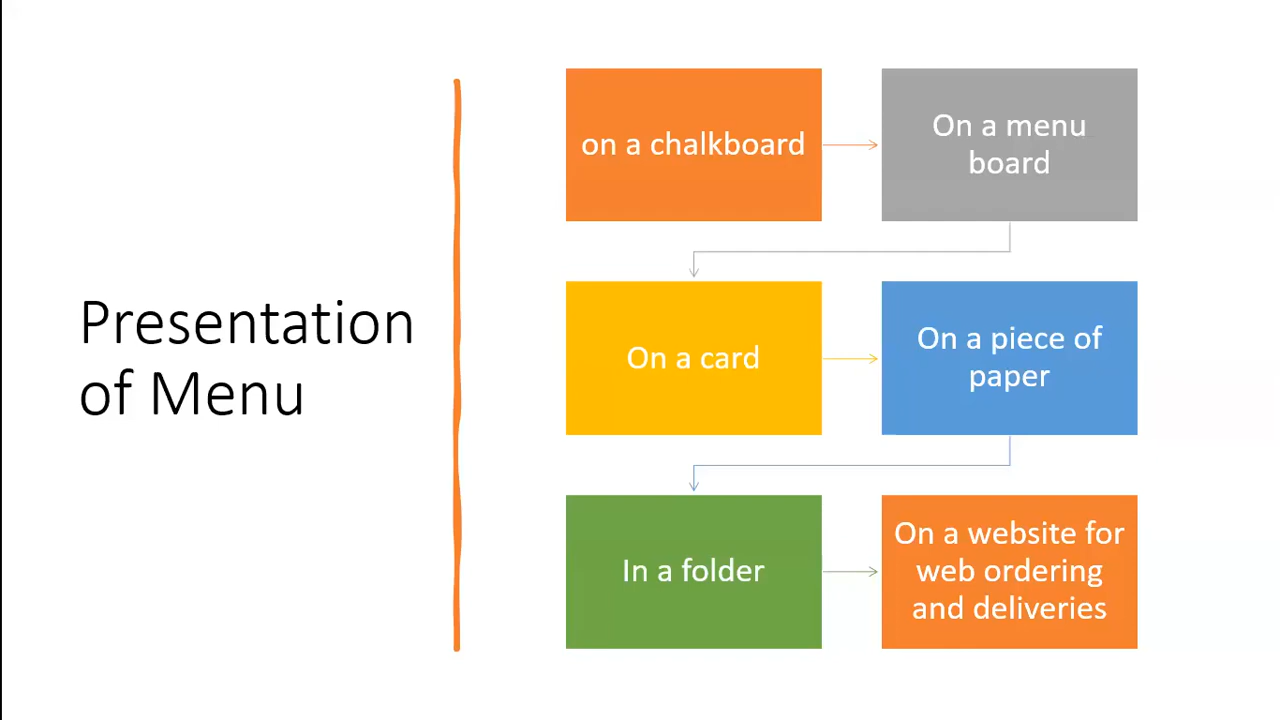 Presentation
of Menu
on a chalkboard
On a menu
board
On a card
On a piece of
paper
In a folder
On a website for
web ordering
and deliveries